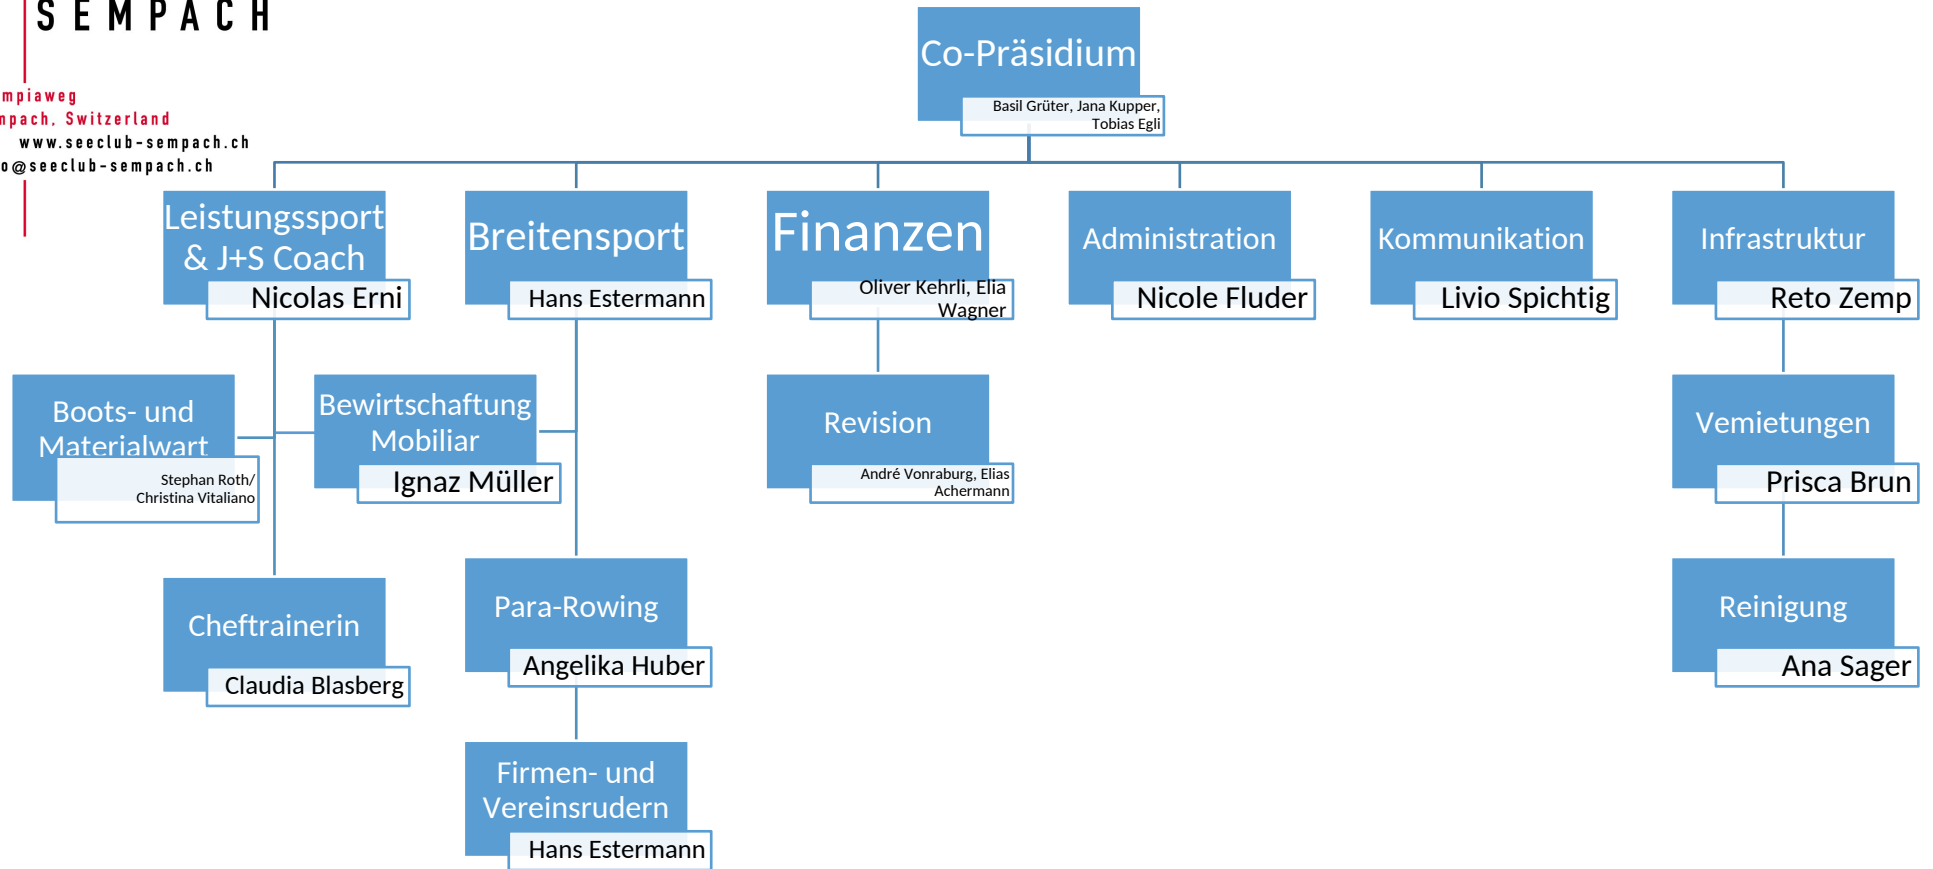 SEMPACH
mpiaweg
mpach, Switzerland
www.seeclub-sempach.ch
o@seeclub-sempach.ch
Co-Präsidium
Basil Grüter, Jana Kupper,
Tobias Egli
Leistungssport
& J+S Coach
Nicolas Erni
Breitensport
Hans Estermann
Finanzen
Oliver Kehrli, Elia
Wagner
Administration
Nicole Fluder
Kommunikation
Livio Spichtig
Infrastruktur
Reto Zemp
Boots- und
Materialwart
Stephan Roth/
Christina Vitaliano
Bewirtschaftung
Mobiliar
Ignaz Müller
Revision
André Vonraburg, Elias
Achermann
Vemietungen
Prisca Brun
Cheftrainerin
Claudia Blasberg
Para-Rowing
Angelika Huber
Reinigung
Ana Sager
Firmen- und
Vereinsrudern
Hans Estermann